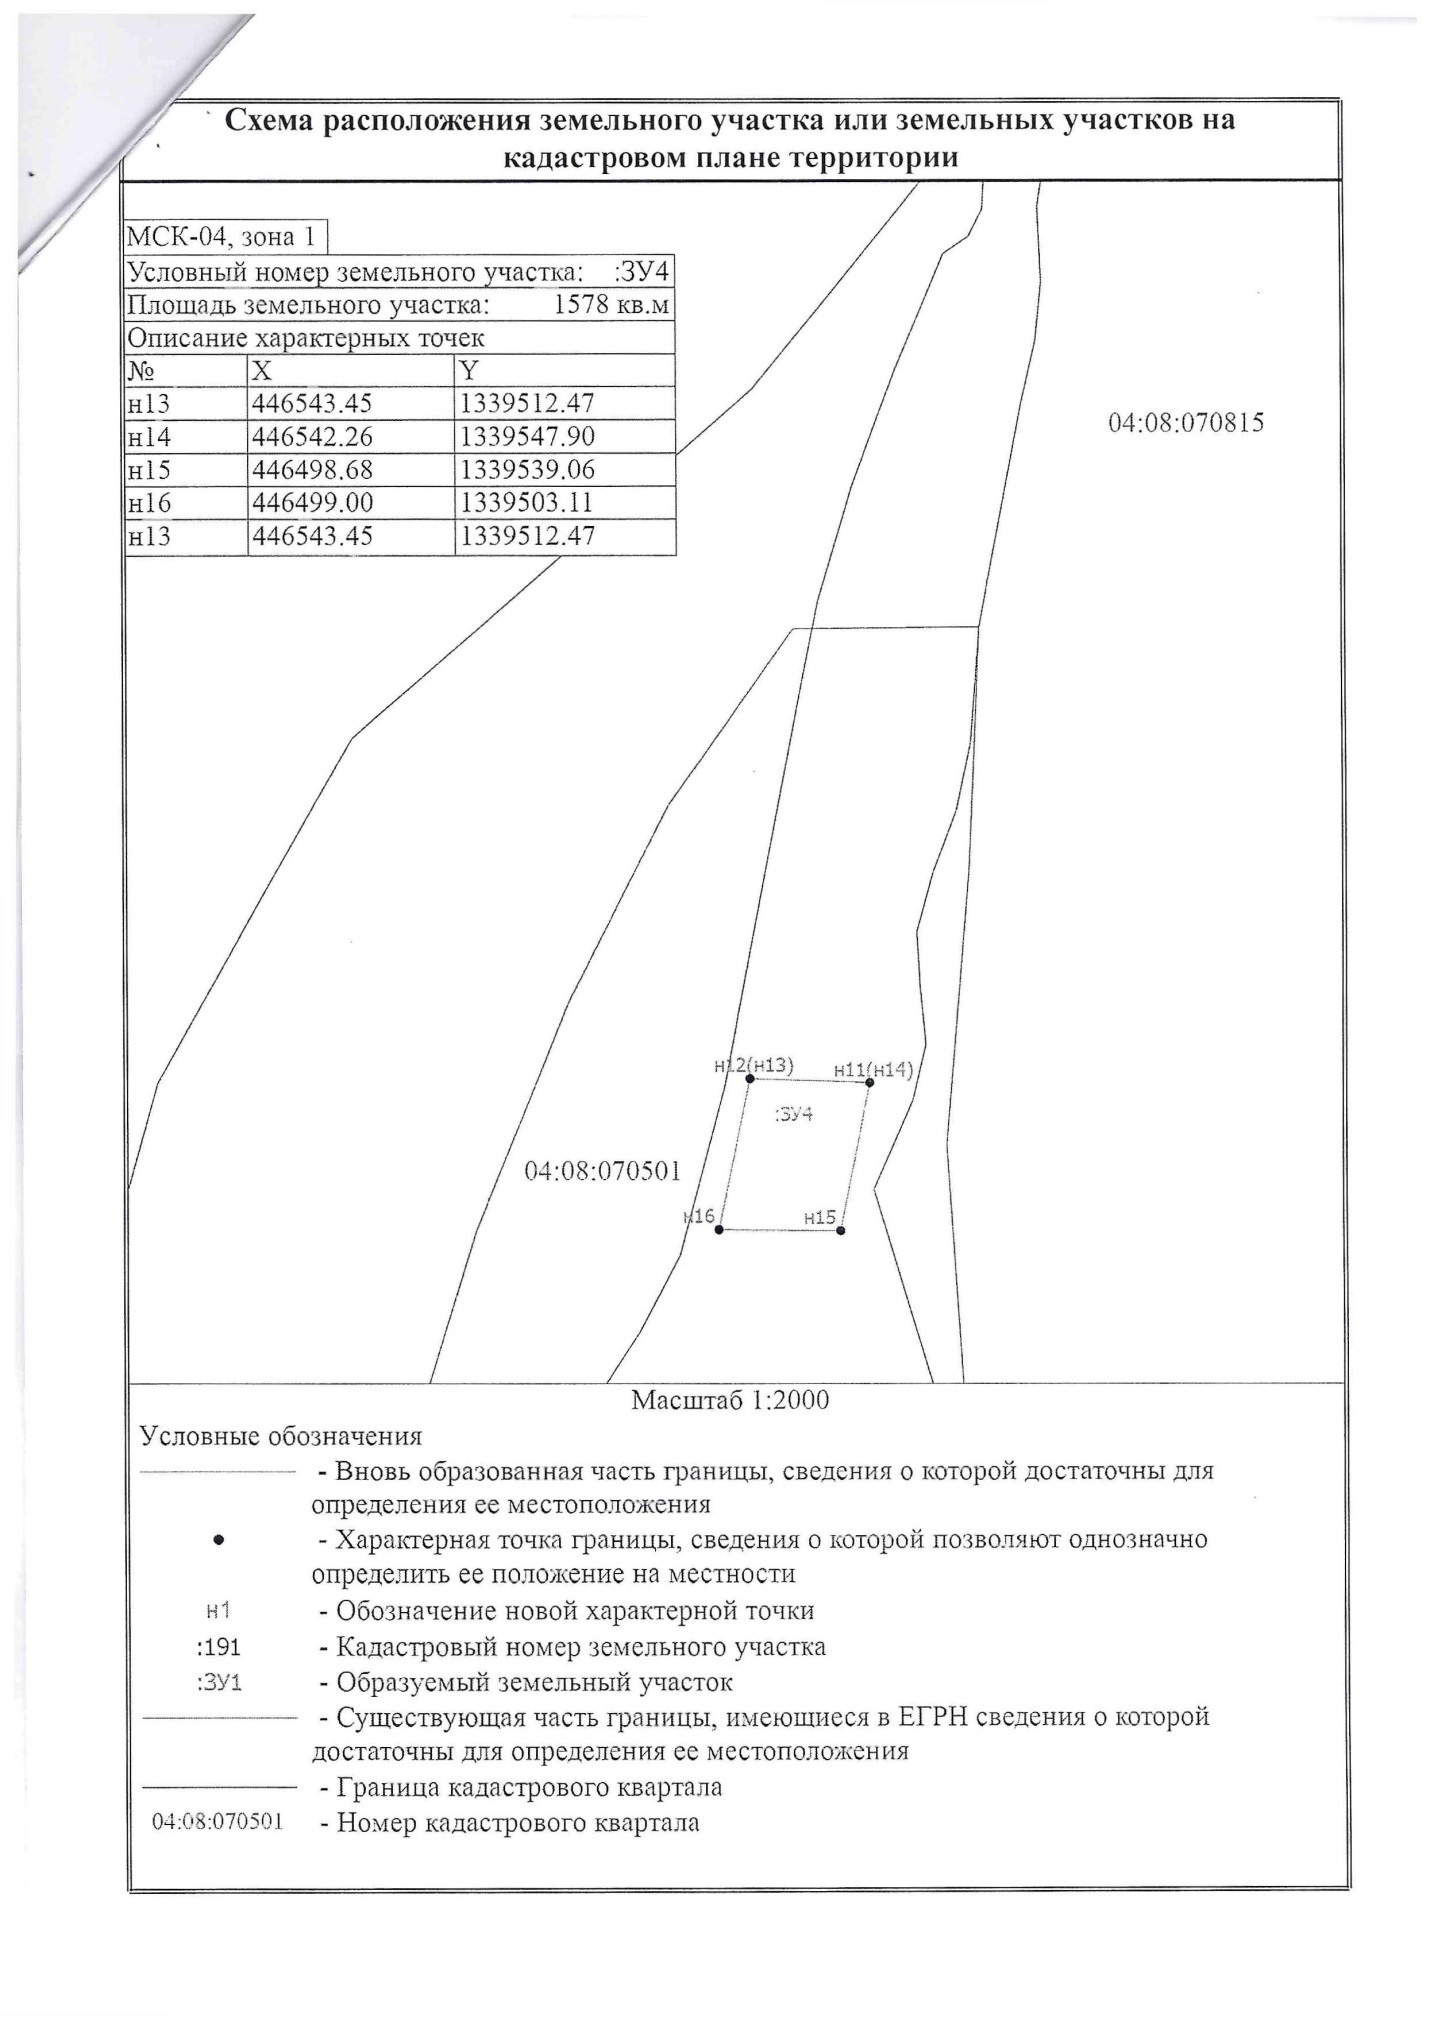 Схема расположения земельного участка или земельных участков на
кадастровом плане территории
МСК-04, зона 1
Условный номер земельного участка: :ЗУ4
Площадь земельного участка: 1578 кв.м
Описание характерных точек
№ X Y
н13 446543.45 1339512.47
н14 446542.26 1339547.90
н15 446498.68 1339539.06
н16 446499.00 1339503.11
н13 446543.45 1339512.47
04:08:070815
н12(н13) н11(н14)
:ЗУ4
04:08:070501
н16 н15
Масштаб 1:2000
Условные обозначения
- Вновь образованная часть границы, сведения о которой достаточны для
определения ее местоположения
- Характерная точка границы, сведения о которой позволяют однозначно
определить ее положение на местности
н1 - Обозначение новой характерной точки
:191 - Кадастровый номер земельного участка
:ЗУ1 - Образуемый земельный участок
- Существующая часть границы, имеющиеся в ЕГРН сведения о которой
достаточны для определения ее местоположения
- Граница кадастрового квартала
04:08:070501 - Номер кадастрового квартала